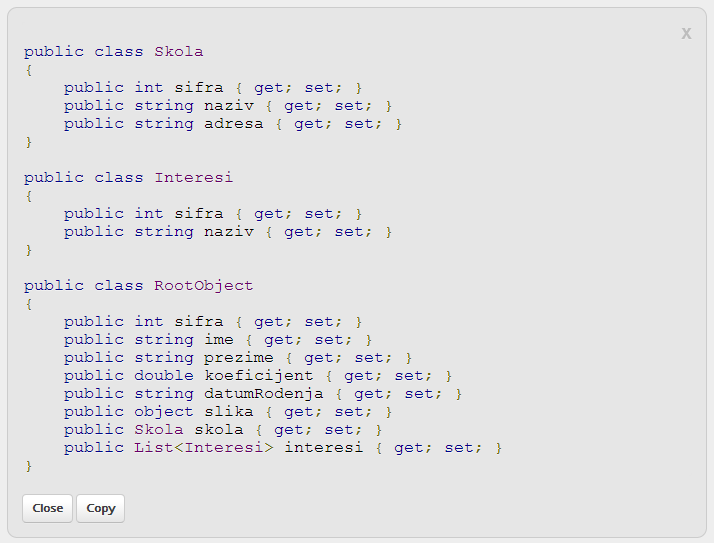 X
public class Skola
{
    public int sifra { get; set; }
    public string naziv { get; set; }
    public string adresa { get; set; }
}
public class Interesi
{
    public int sifra { get; set; }
    public string naziv { get; set; }
}
public class RootObject
{
    public int sifra { get; set; }
    public string ime { get; set; }
    public string prezime { get; set; }
    public double koeficijent { get; set; }
    public string datumRodenja { get; set; }
    public object slika { get; set; }
    public Skola skola { get; set; }
    public List<Interesi> interesi { get; set; }
}
Close Copy